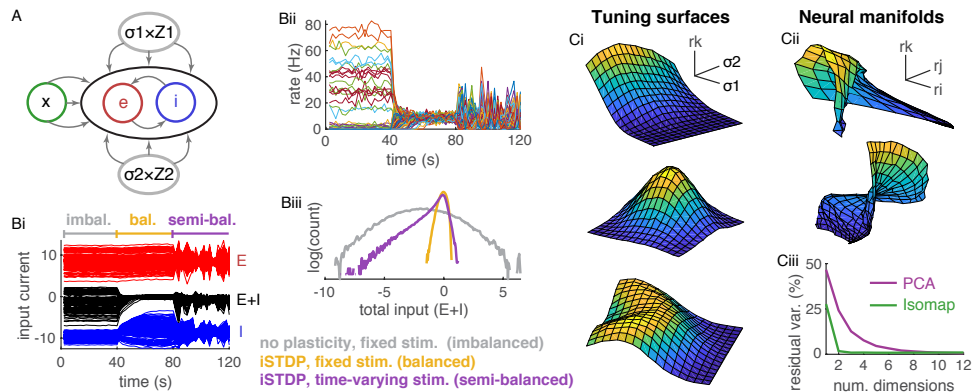 A
σ1×Z1
x
e
i
σ2×Z2
Bi
imbal. bal. semi-bal.
input current
10
0
-10
E
E+I
I
0 40 80 120
time (s)
Bii
rate (Hz)
80
60
40
20
0
0 40 80 120
time (s)
Biii
log(count)
-10 -5 0 5
total input (E+I)
no plasticity, fixed stim. (imbalanced)
iSTDP, fixed stim. (balanced)
iSTDP, time-varying stim. (semi-balanced)
Tuning surfaces
Ci
rk
σ2
σ1
Neural manifolds
Cii
rk
rj
ri
Ciii
residual var. (%)
50
0
PCA
Isomap
2 4 6 8 10 12
num. dimensions